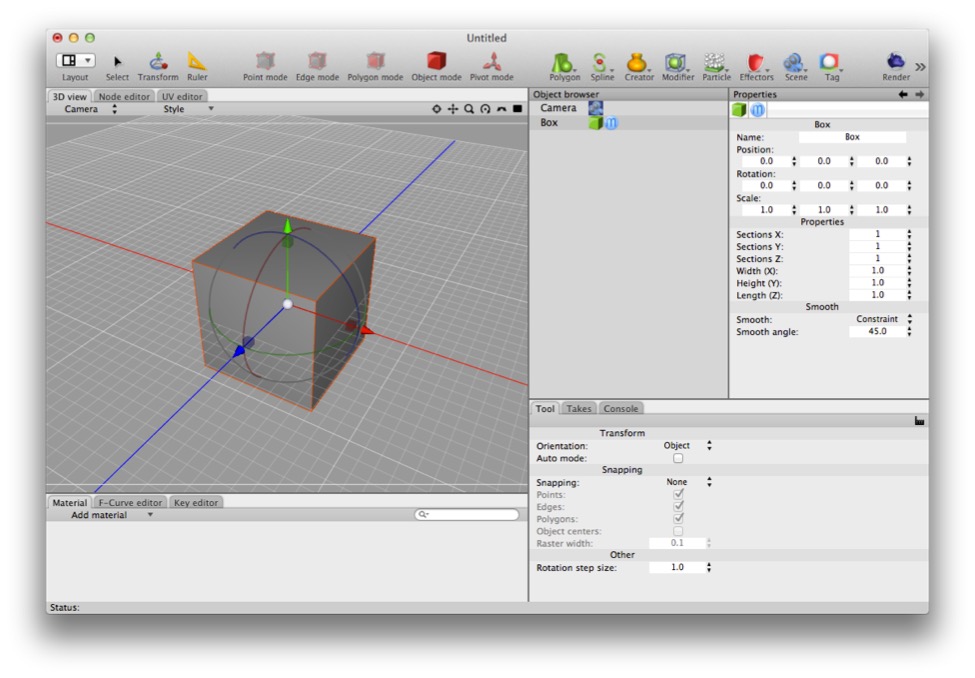 Untitled
Layout Select Transform Ruler Point mode Edge mode Polygon mode Object mode Pivot mode Polygon Spline Creator Modifier Particle Effectors Scene Tag Render
3D view Node editor UV editor
Camera Style
Object browser
Camera
Box
Properties
Box
Name: Box
Position:
0.0 0.0 0.0
Rotation:
0.0 0.0 0.0
Scale:
1.0 1.0 1.0
Properties
Sections X: 1
Sections Y: 1
Sections Z: 1
Width (X): 1.0
Height (Y): 1.0
Length (Z): 1.0
Smooth
Smooth: Constraint
Smooth angle: 45.0
Tool Takes Console
Transform
Orientation: Object
Auto mode:
Snapping
Snapping: None
Points:
Edges:
Polygons:
Object centers:
Raster width: 0.1
Other
Rotation step size: 1.0
Material F-Curve editor Key editor
Add material
Status: